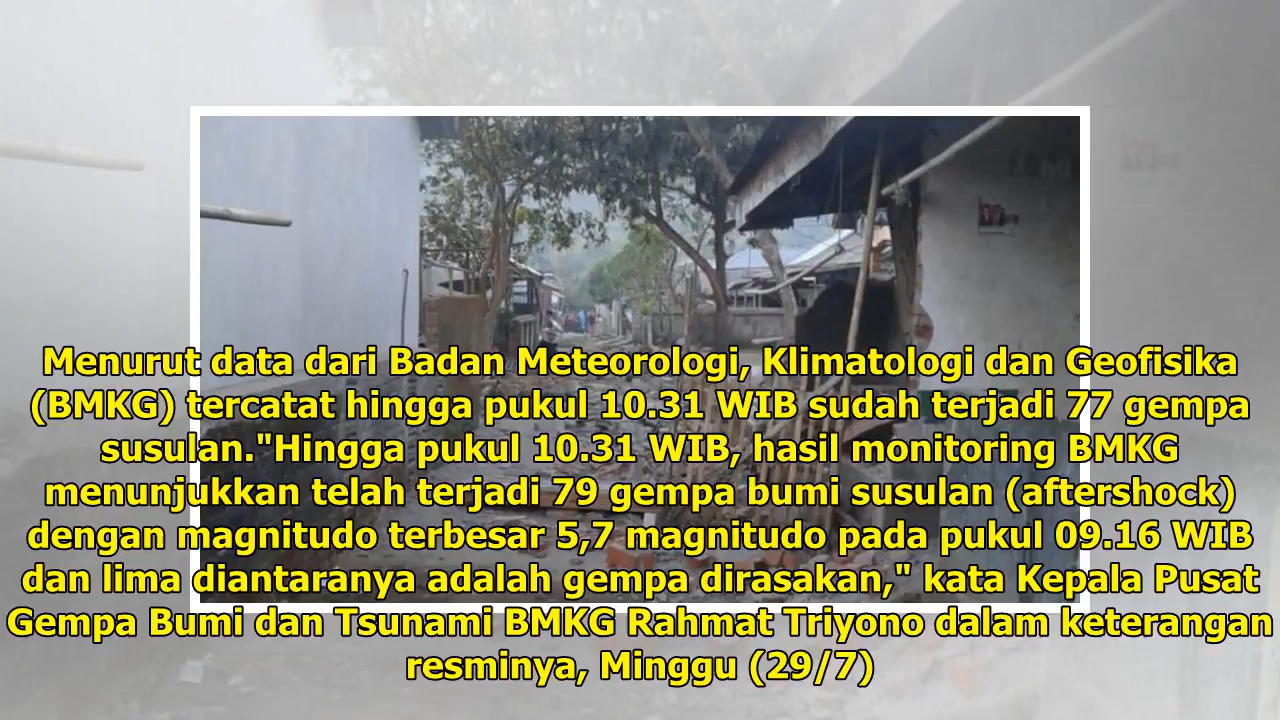 Menurut data dari Badan Meteorologi, Klimatologi dan Geofisika
(BMKG) tercatat hingga pukul 10.31 WIB sudah terjadi 77 gempa
susulan."Hingga pukul 10.31 WIB, hasil monitoring BMKG
menunjukkan telah terjadi 79 gempa bumi susulan (aftershock)
dengan magnitudo terbesar 5,7 magnitudo pada pukul 09.16 WIB
dan lima diantaranya adalah gempa dirasakan," kata Kepala Pusat
Gempa Bumi dan Tsunami BMKG Rahmat Triyono dalam keterangan
resminya, Minggu (29/7)